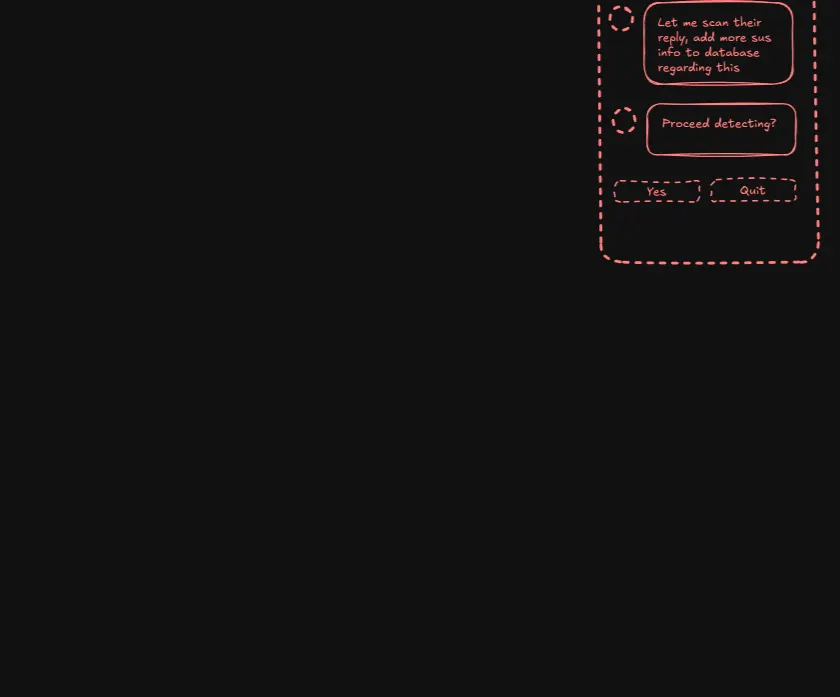 Let me scan their
reply, add more sus
info to database
regarding this
Proceed detecting?
Yes
Quit